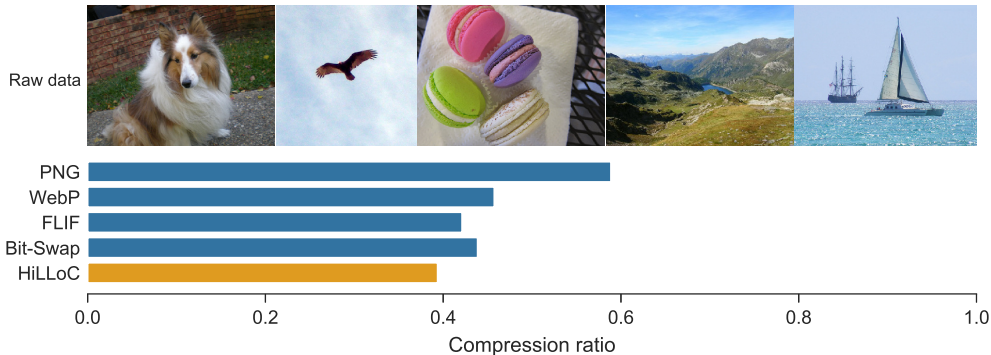 Raw data
PNG
WebP
FLIF
Bit-Swap
HiLLoC
0.0 0.2 0.4 0.6 0.8 1.0
Compression ratio